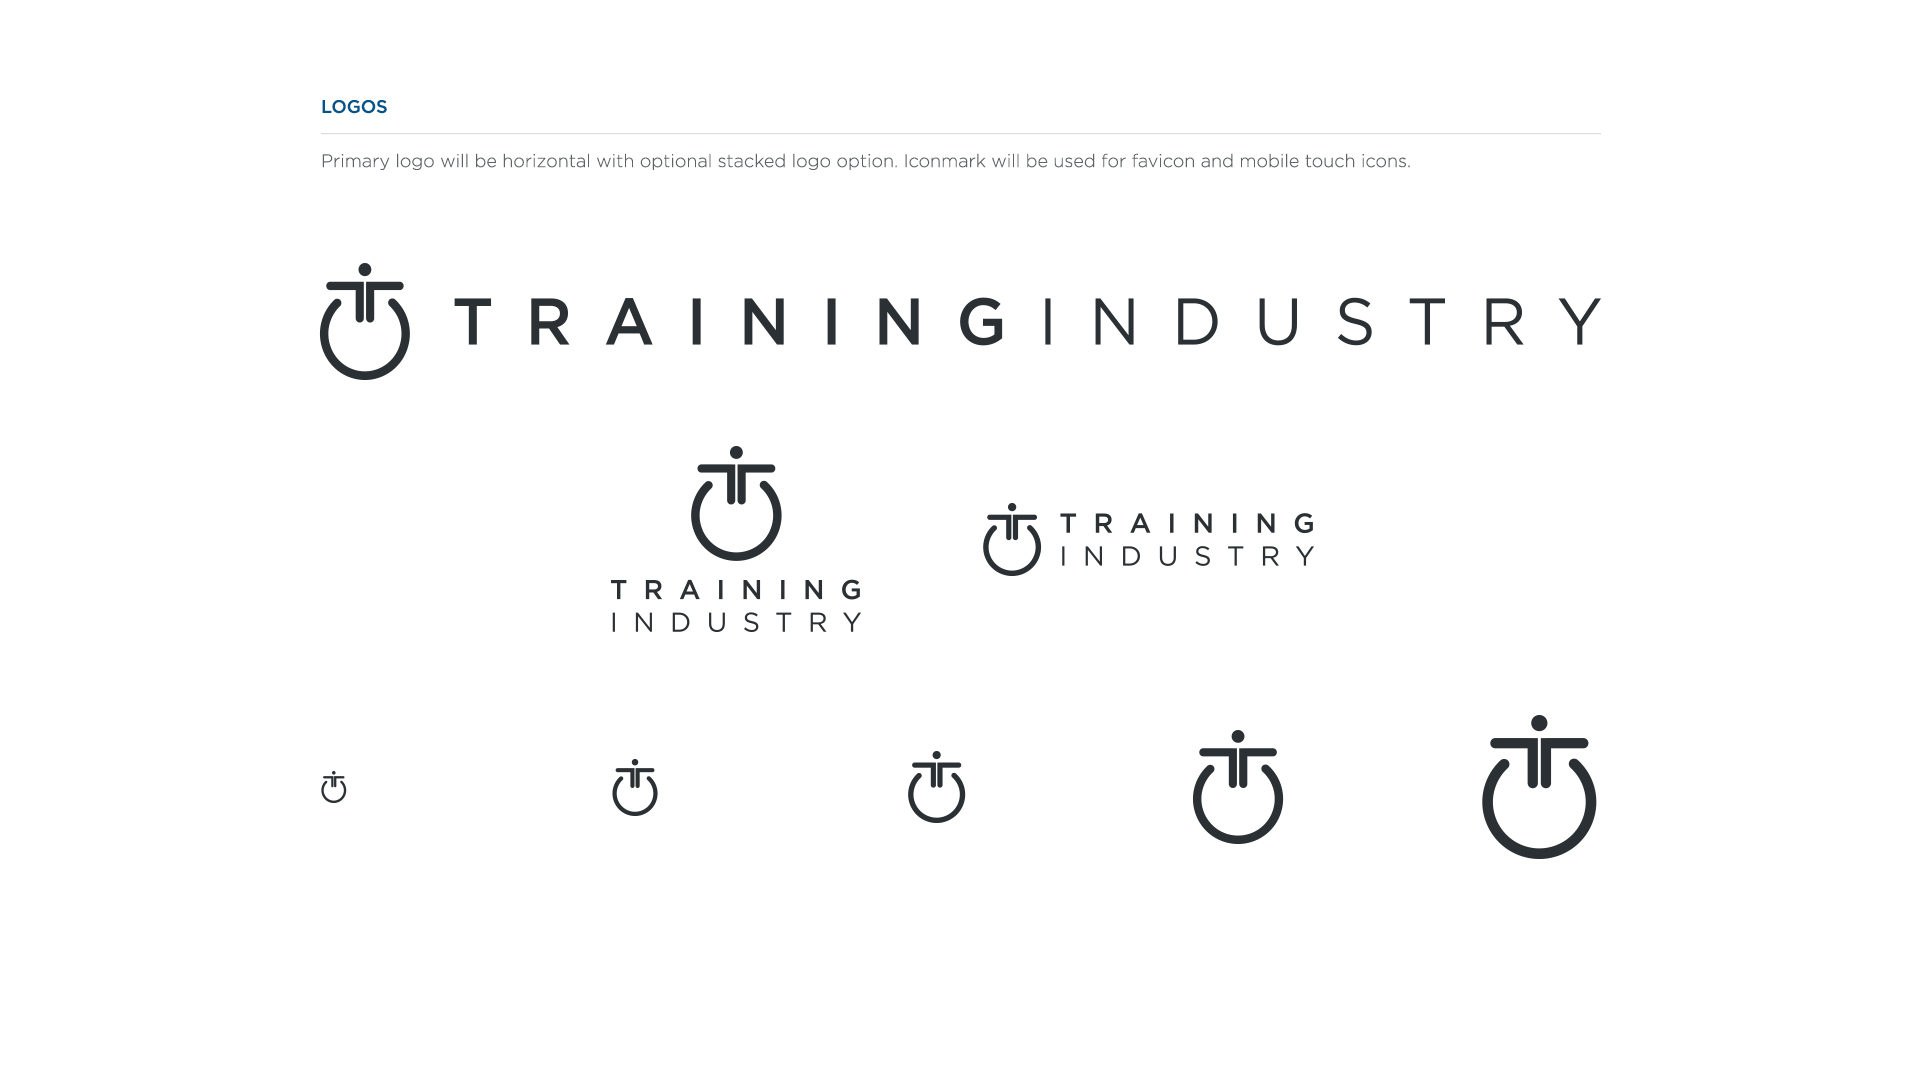 LOGOS
Primary logo will be horizontal with optional stacked logo option. Iconmark will be used for favicon and mobile touch icons.
TRAININGINDUSTRY
TRAINING
INDUSTRY
TRAINING
INDUSTRY